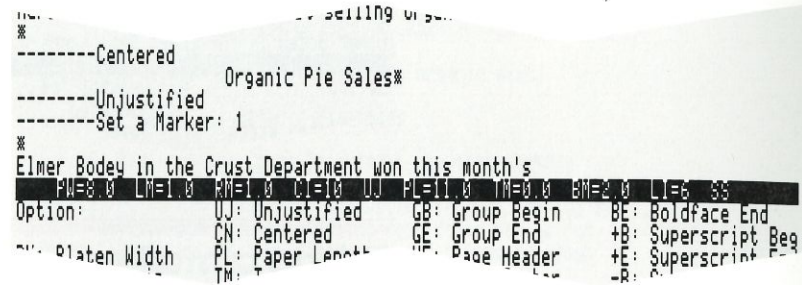 selling
※
--------Centered
Organic Pie Sales※
--------Unjustified
--------Set a Marker: 1
※
Elmer Bodey in the Crust Department won this month's
PW=8.0 LM=1.0 RM=1.0 CI=10 UJ PL=11.0 TM=0.0 BM=2.0 LI=6 SS
Option: UJ: Unjustified GB: Group Begin BE: Boldface End
CN: Centered GE: Group End +B: Superscript Beg
Platen Width PL: Paper Page Header +E: Superscript
TM: